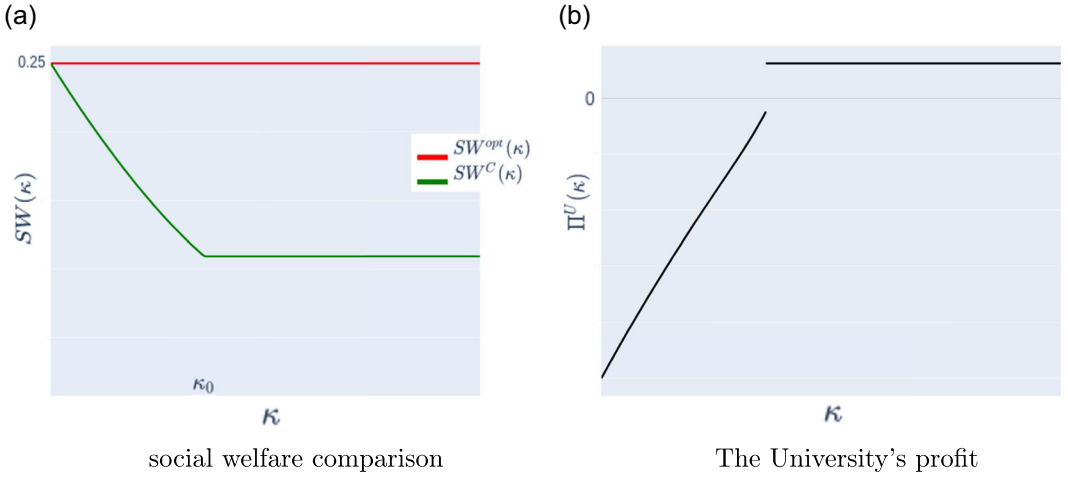 (a)
0.25
SW(κ)
SW^{opt}(κ)
SW^{C}(κ)
κ_0
κ
social welfare comparison
(b)
0
Π^{U}(κ)
κ
The University's profit